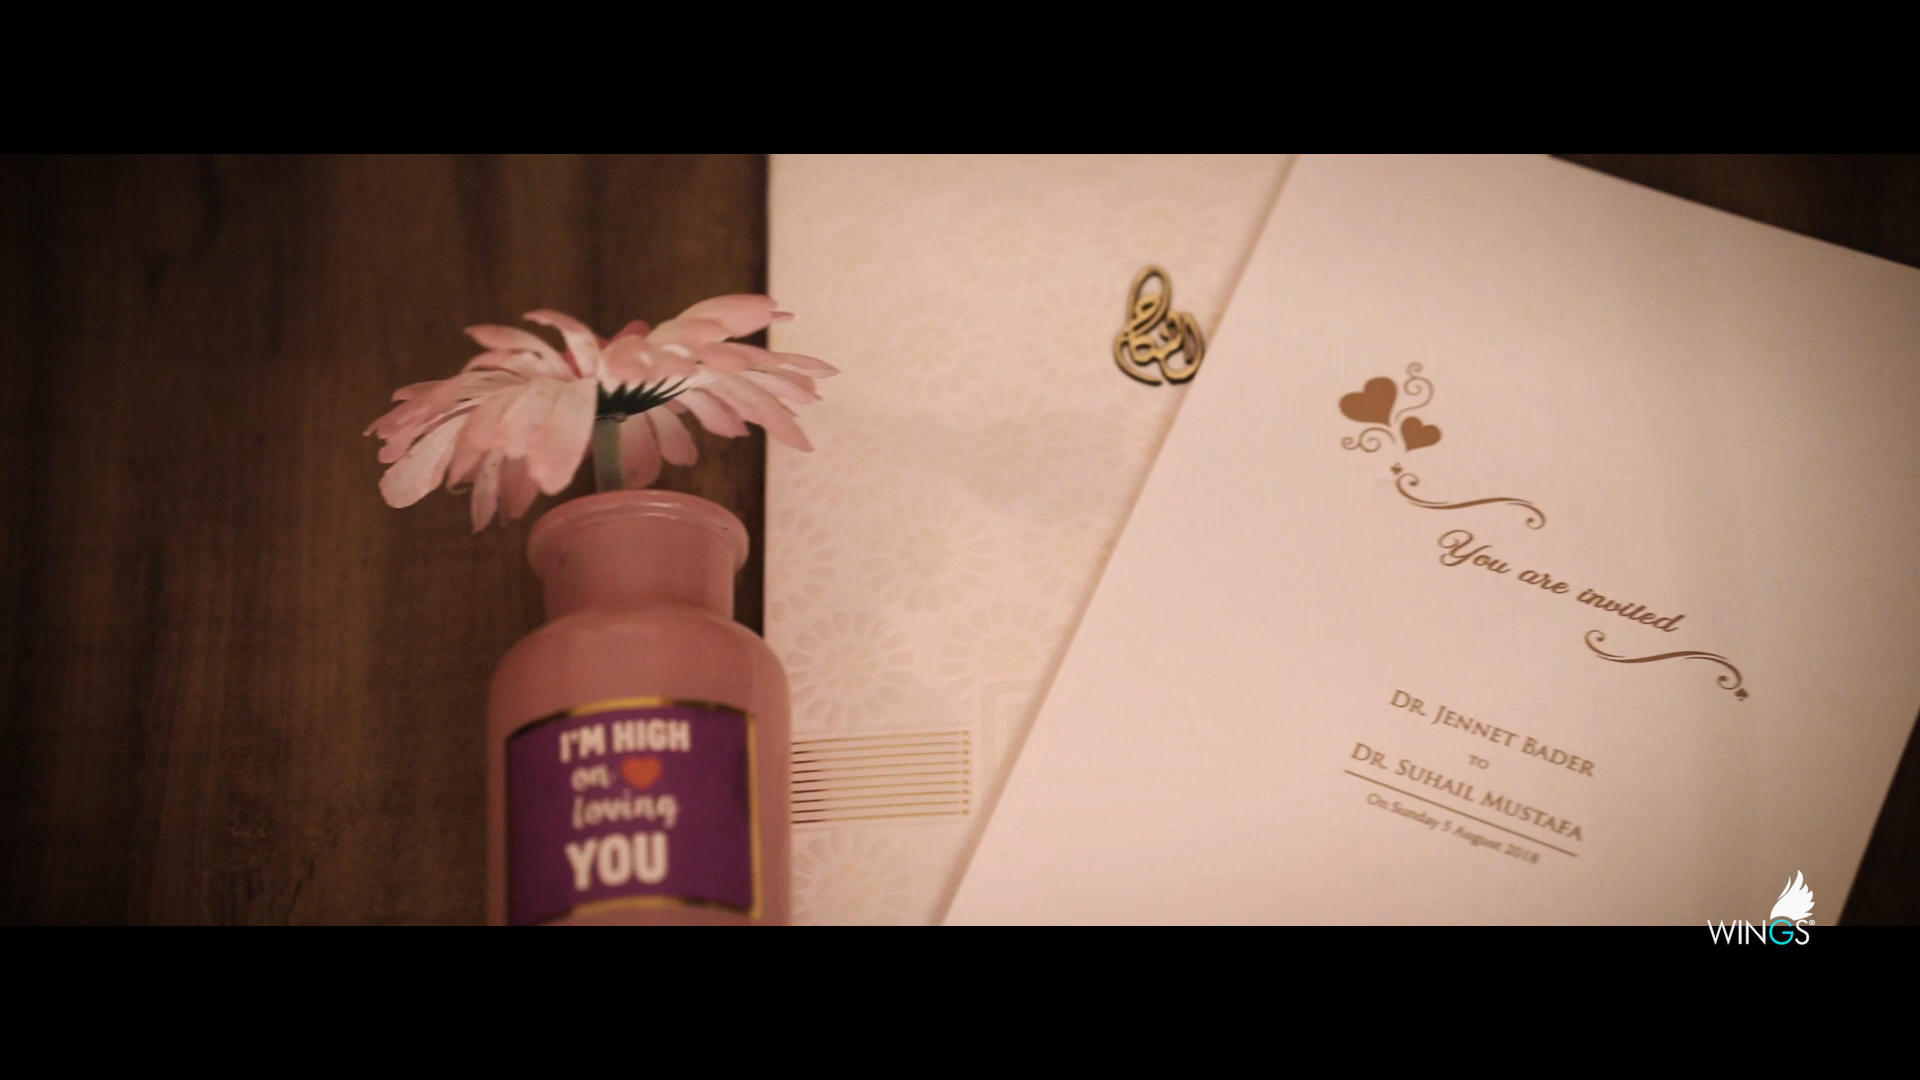 I'M HIGH
on
loving
YOU
You are invited
DR. JENNET BADER
TO
DR. SUHAIL MUSTAFA
On Sunday 5 August 2018
WINGS®